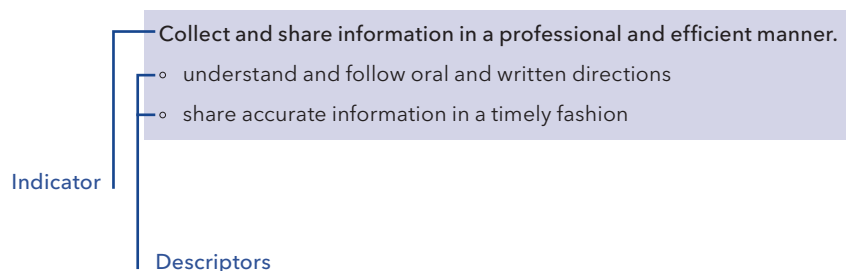 Collect and share information in a professional and efficient manner.
◦ understand and follow oral and written directions
◦ share accurate information in a timely fashion
Indicator
Descriptors